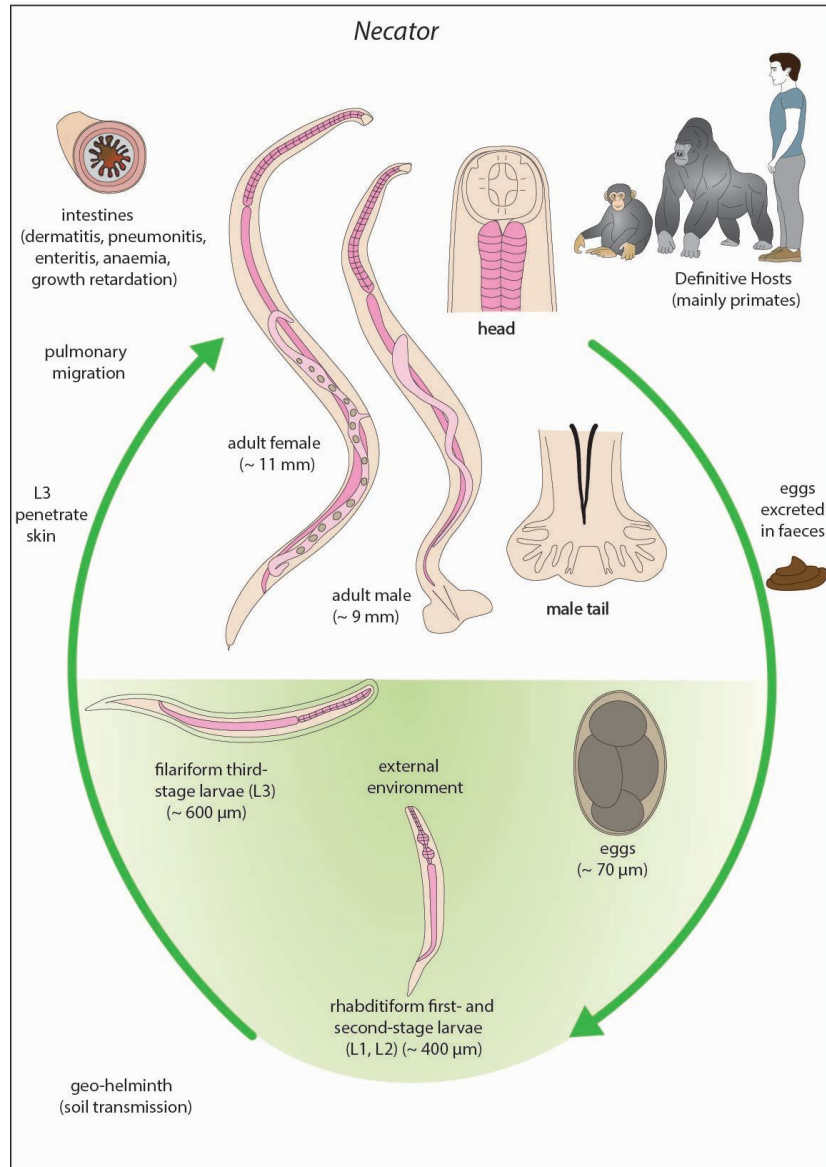 Necator
intestines
(dermatitis, pneumonitis,
enteritis, anaemia,
growth retardation)
head
Definitive Hosts
(mainly primates)
pulmonary
migration
adult female
(~ 11 mm)
L3
penetrate
skin
eggs
excreted
in faeces
adult male
(~ 9 mm)
male tail
filariform third-
stage larvae (L3)
(~ 600 µm)
external
environment
eggs
(~ 70 µm)
rhabditiform first- and
second-stage larvae
(L1, L2) (~ 400 µm)
geo-helminth
(soil transmission)